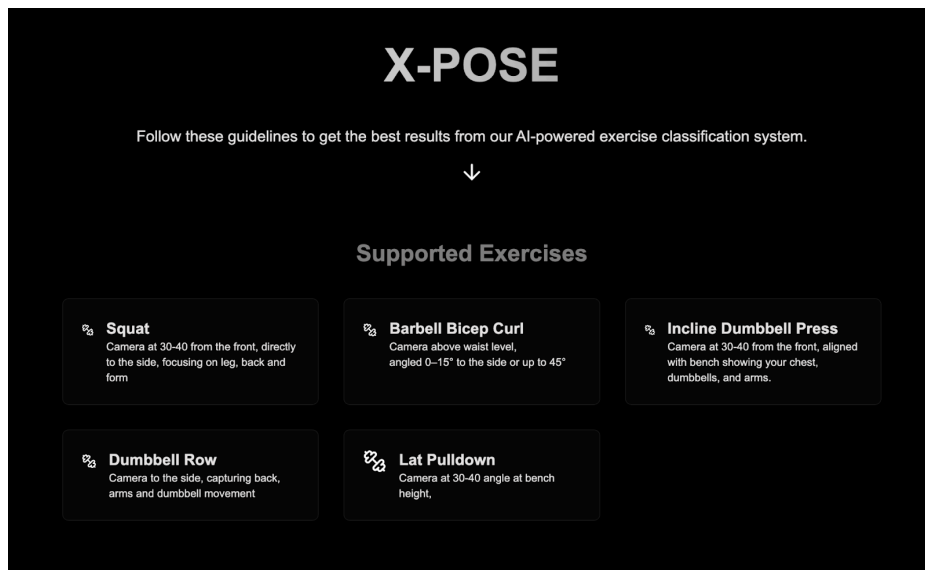 X-POSE
Follow these guidelines to get the best results from our AI-powered exercise classification system.
Supported Exercises
Squat
Camera at 30-40 from the front, directly
to the side, focusing on leg, back and
form
Barbell Bicep Curl
Camera above waist level,
angled 0–15° to the side or up to 45°
Incline Dumbbell Press
Camera at 30-40 from the front, aligned
with bench showing your chest,
dumbbells, and arms.
Dumbbell Row
Camera to the side, capturing back,
arms and dumbbell movement
Lat Pulldown
Camera at 30-40 angle at bench
height,